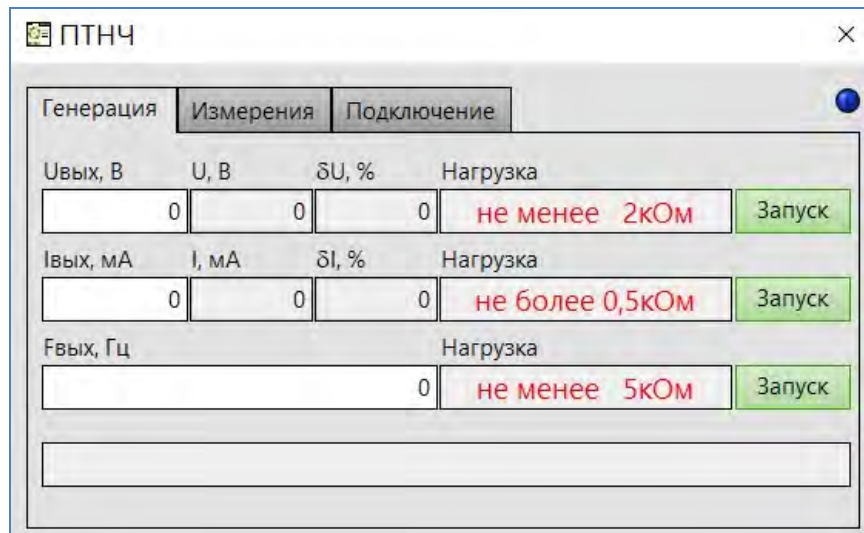 ПТНЧ
Генерация Измерения Подключение
Uвых, В U, В δU, % Нагрузка
0 0 0 не менее 2кОм Запуск
Iвых, мА I, мА δI, % Нагрузка
0 0 0 не более 0,5кОм Запуск
Fвых, Гц Нагрузка
0 не менее 5кОм Запуск